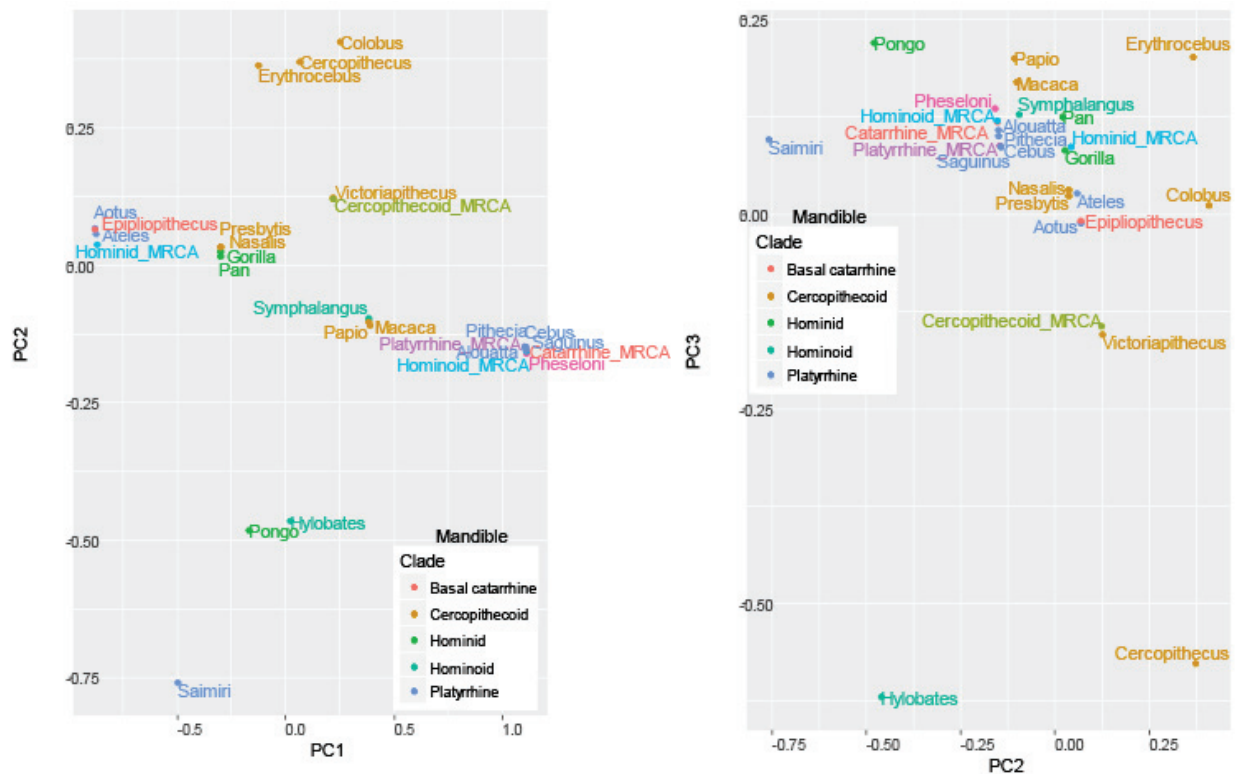 Colobus
Cercopithecus
Erythrocebus
0.25
Victoriapithecus
Cercopithecoid_MRCA
Aotus
Epipliopithecus
Ateles
Presbytis
Nasalis
Hominid_MRCA
Gorilla
Pan
0.00
PC2
Symphalangus
Papio
Macaca
Pithecia
Cebus
Platyrrhine_MRCA
Saguinus
Alouatta
Catarrhine_MRCA
Hominoid_MRCA
Pheseloni
-0.25
-0.50
Pongo
Hylobates
-0.75
Saimiri
Mandible
Clade
Basal catarrhine
Cercopithecoid
Hominid
Hominoid
Platyrrhine
-0.5
0.0
0.5
1.0
PC1
0.25
Pongo
Papio
Erythrocebus
Macaca
Pheseloni
Symphalangus
Hominoid_MRCA
Pan
Alouatta
Catarrhine_MRCA
Pithecia
Hominid_MRCA
Saimiri
Platyrrhine_MRCA
Cebus
Saguinus
Gorilla
Nasalis
Presbytis
Ateles
Colobus
0.00
Aotus
Epipliopithecus
Mandible
Clade
Basal catarrhine
Cercopithecoid
Hominid
Hominoid
Platyrrhine
Cercopithecoid_MRCA
Victoriapithecus
PC3
-0.25
-0.50
Cercopithecus
Hylobates
-0.75
-0.50
-0.25
0.00
0.25
PC2